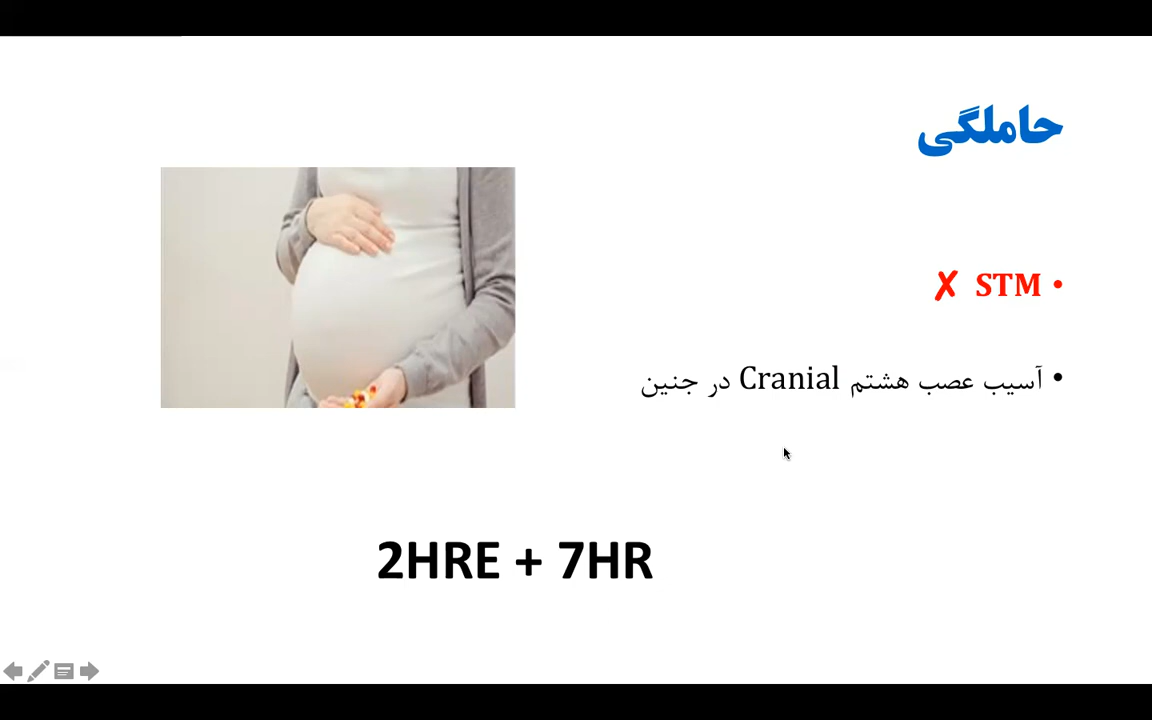 حاملگی
• STM ✗
• آسیب عصب هشتم Cranial در جنین
2HRE + 7HR